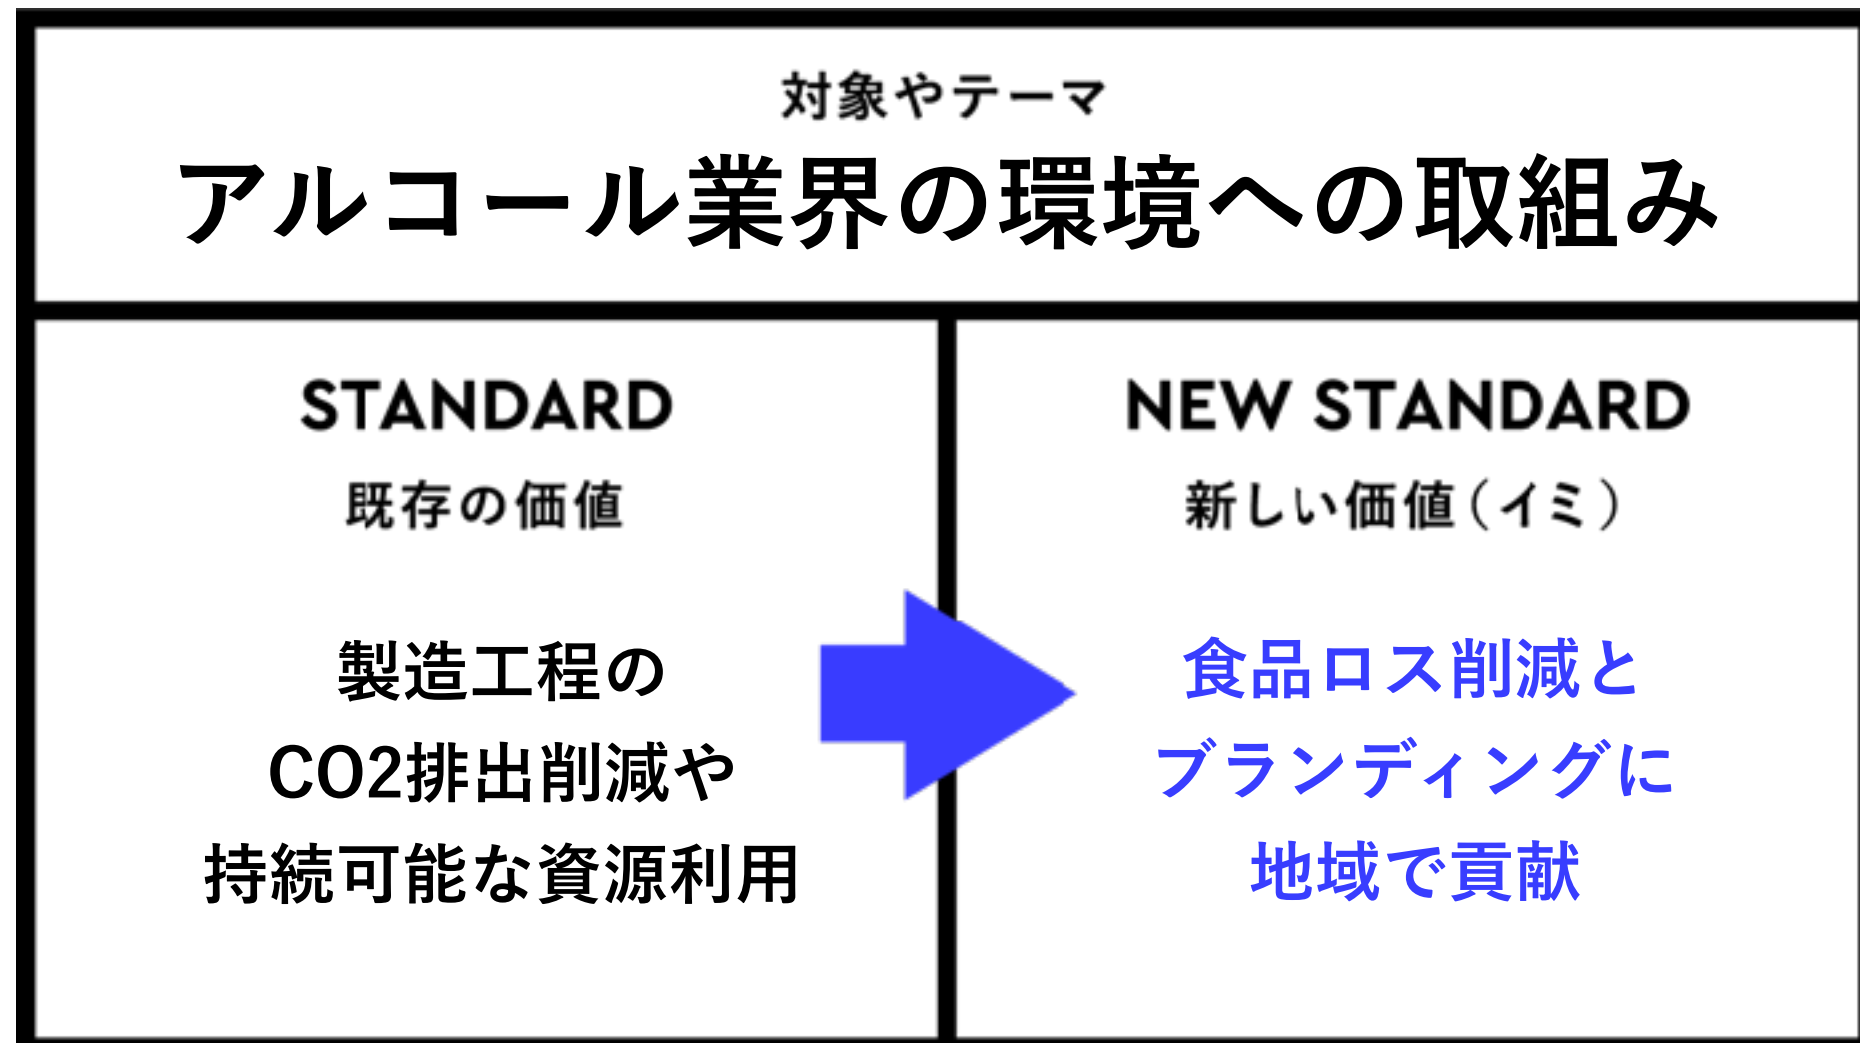 対象やテーマ
アルコール業界の環境への取組み
STANDARD
既存の価値
製造工程の
CO2排出削減や
持続可能な資源利用
NEW STANDARD
新しい価値（イミ）
食品ロス削減と
ブランディングに
地域で貢献